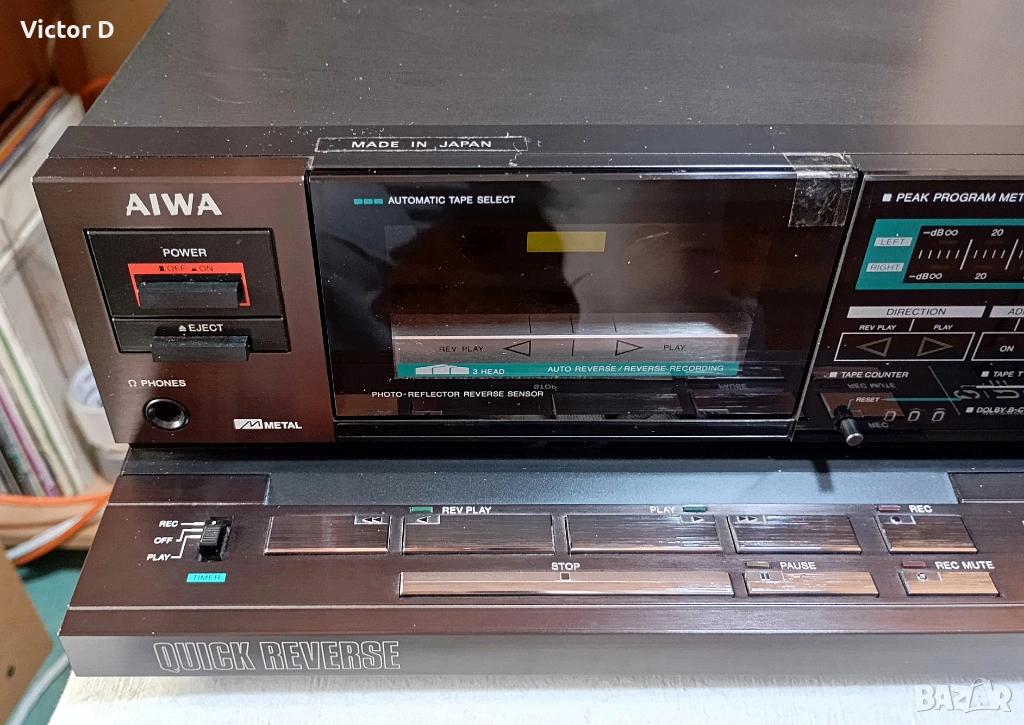 Victor D
MADE IN JAPAN
AIWA
POWER
OFF ON
EJECT
PHONES
METAL
AUTOMATIC TAPE SELECT
REV PLAY PLAY
3 HEAD AUTO REVERSE/REVERSE RECORDING
PHOTO-REFLECTOR REVERSE SENSOR
PEAK PROGRAM MET
LEFT
RIGHT
-dB∞ 20
-dB∞ 20
DIRECTION
REV PLAY PLAY
ON
TAPE COUNTER
RESET
TAPE T
DOLBY B-C
REC
OFF
PLAY
TIMER
REV PLAY
PLAY
REC
STOP
PAUSE
REC MUTE
QUICK REVERSE
BAZAR